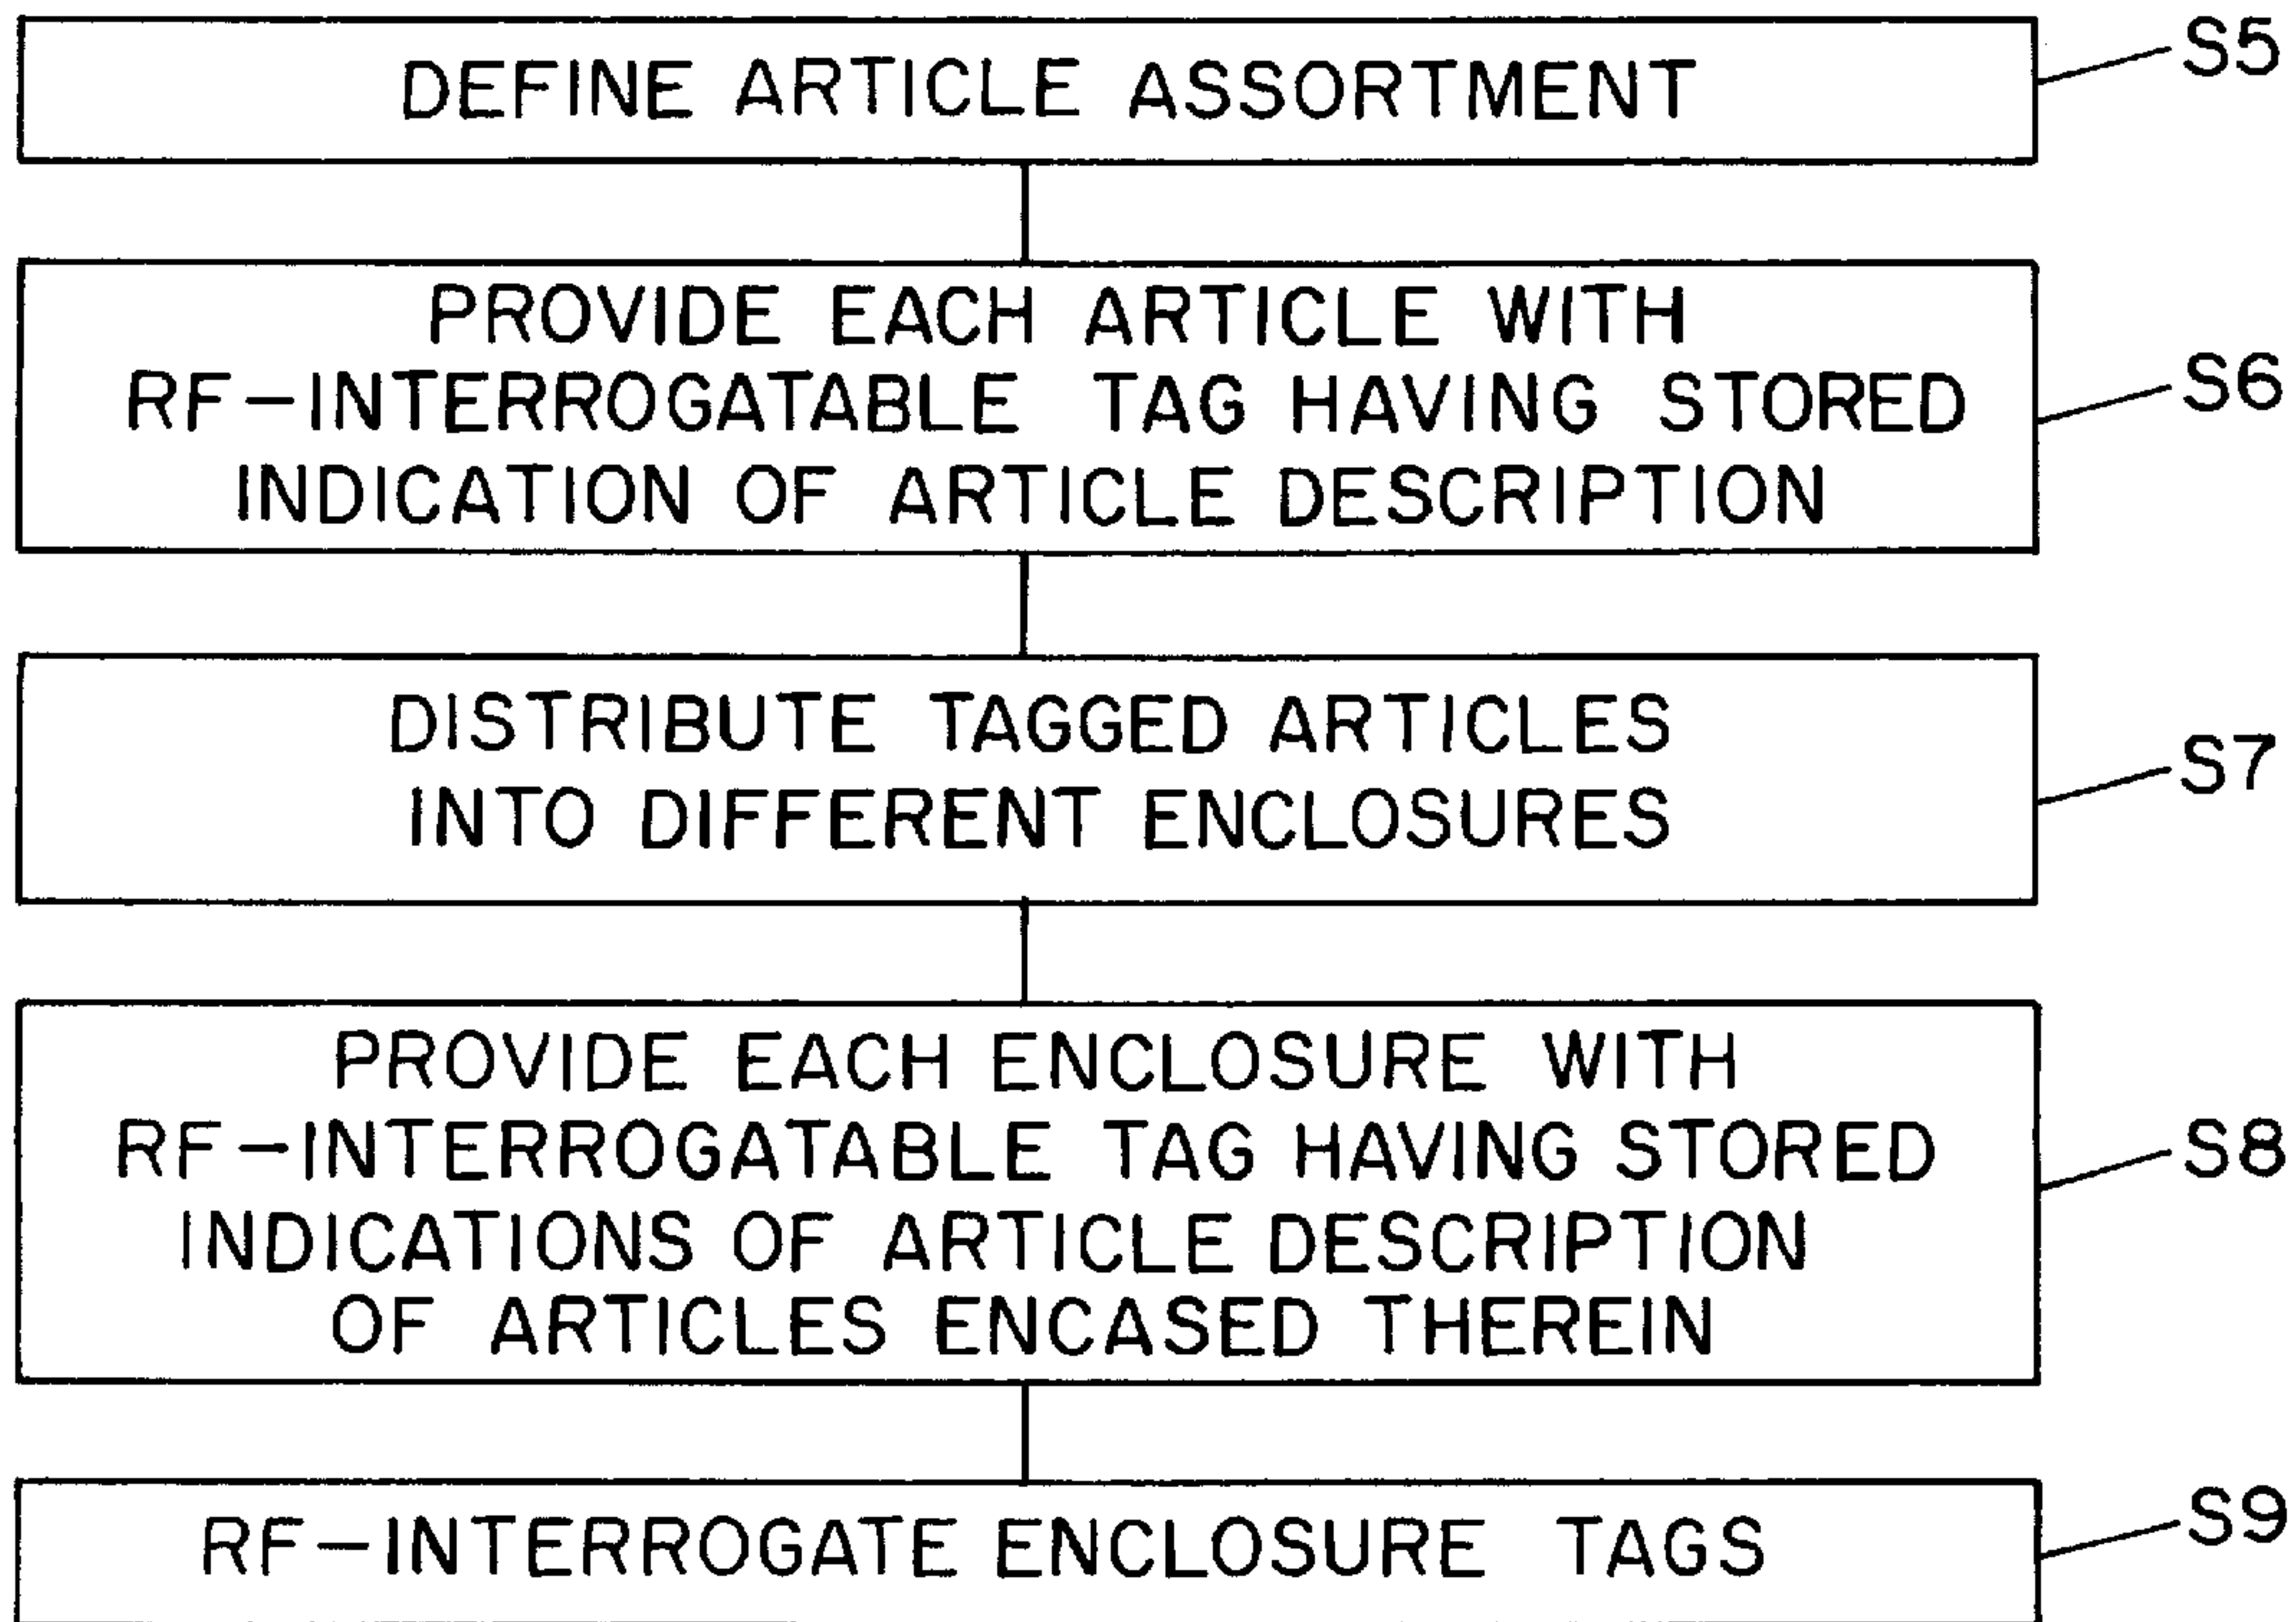 DEFINE ARTICLE ASSORTMENT
S5
PROVIDE EACH ARTICLE WITH
RF-INTERROGATABLE TAG HAVING STORED
INDICATION OF ARTICLE DESCRIPTION
S6
DISTRIBUTE TAGGED ARTICLES
INTO DIFFERENT ENCLOSURES
S7
PROVIDE EACH ENCLOSURE WITH
RF-INTERROGATABLE TAG HAVING STORED
INDICATIONS OF ARTICLE DESCRIPTION
OF ARTICLES ENCASED THEREIN
S8
RF-INTERROGATE ENCLOSURE TAGS
S9